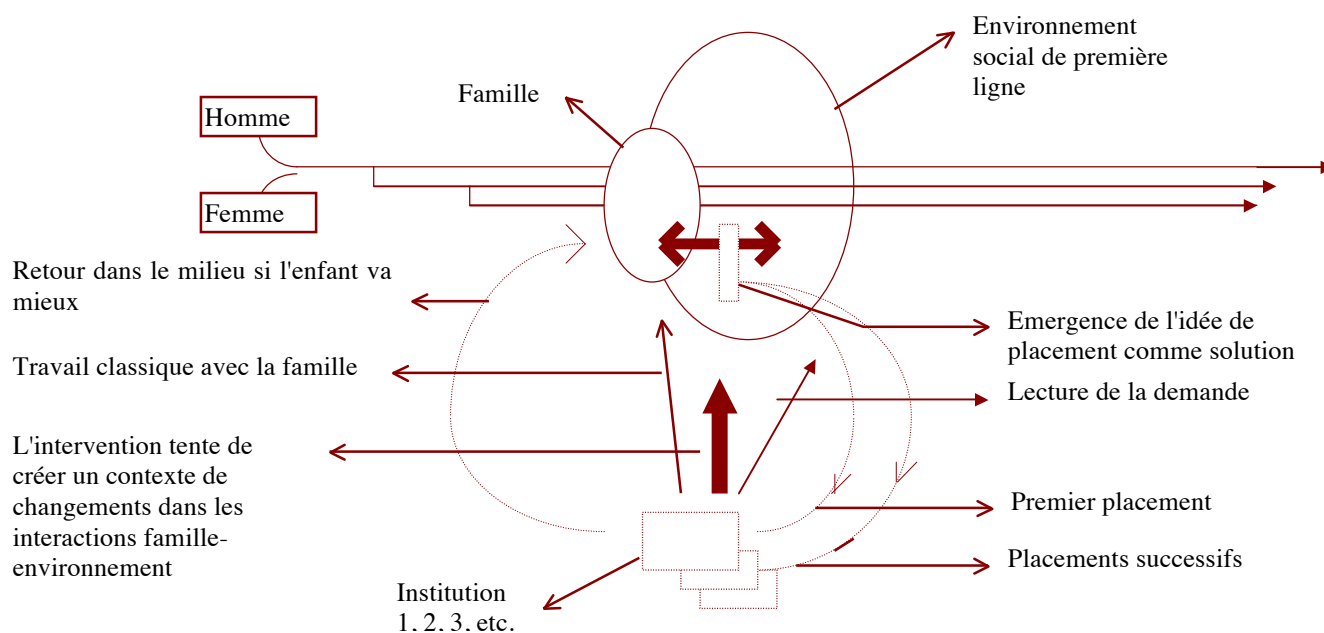 Environnement
social de première
ligne
Famille
Homme
Femme
Retour dans le milieu si l'enfant va
mieux
Emergence de l'idée de
placement comme solution
Travail classique avec la famille
Lecture de la demande
L'intervention tente de
créer un contexte de
changements dans les
interactions famille-
environnement
Premier placement
Placements successifs
Institution
1, 2, 3, etc.